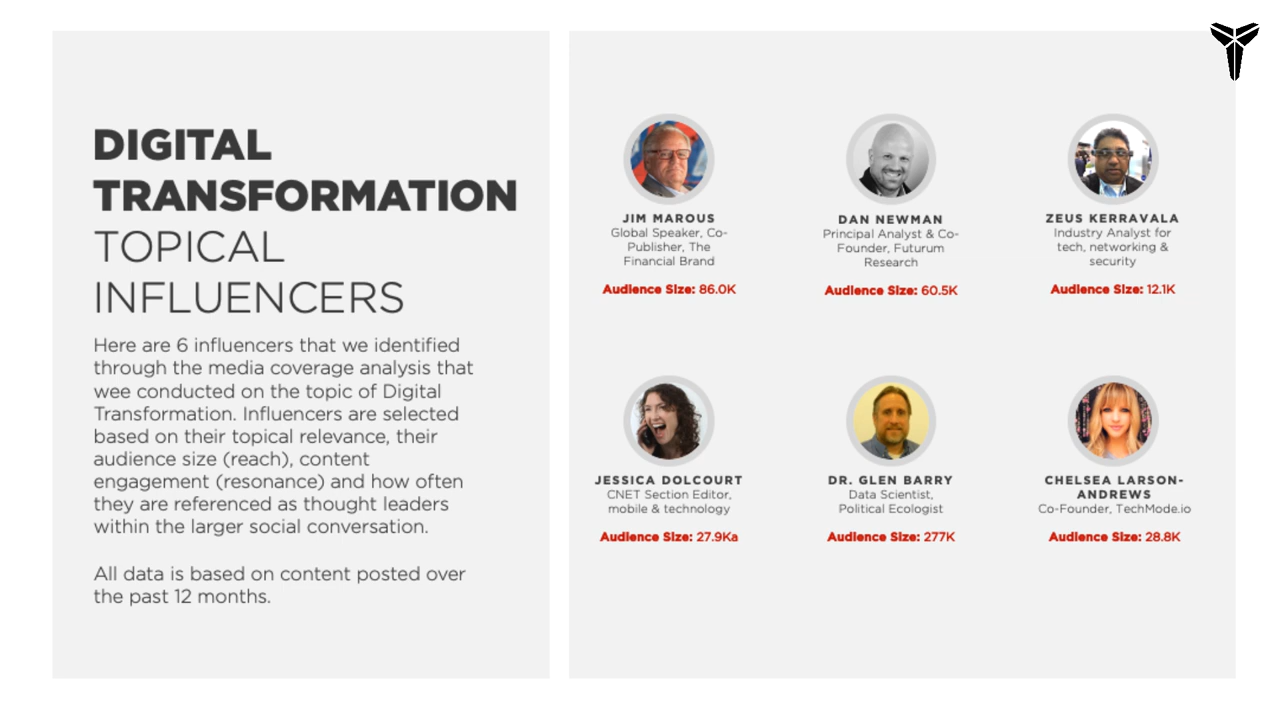 DIGITAL
TRANSFORMATION
TOPICAL
INFLUENCERS
Here are 6 influencers that we identified
through the media coverage analysis that
wee conducted on the topic of Digital
Transformation. Influencers are selected
based on their topical relevance, their
audience size (reach), content
engagement (resonance) and how often
they are referenced as thought leaders
within the larger social conversation.
All data is based on content posted over
the past 12 months.
JIM MAROUS
Global Speaker, Co-
Publisher, The
Financial Brand
Audience Size: 86.0K
DAN NEWMAN
Principal Analyst & Co-
Founder, Futurum
Research
Audience Size: 60.5K
ZEUS KERRAVALA
Industry Analyst for
tech, networking &
security
Audience Size: 12.1K
JESSICA DOLCOURT
CNET Section Editor,
mobile & technology
Audience Size: 27.9Ka
DR. GLEN BARRY
Data Scientist,
Political Ecologist
Audience Size: 277K
CHELSEA LARSON-
ANDREWS
Co-Founder, TechMode.io
Audience Size: 28.8K